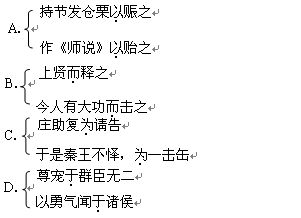 A. 持节发仓粟以赈之
作《师说》以贻之
B. 上贤而释之
今人有大功而击之
C. 庄助复为请告
于是秦王不怿，为一击缶
D. 尊宠于群臣无二
以勇气闻于诸侯